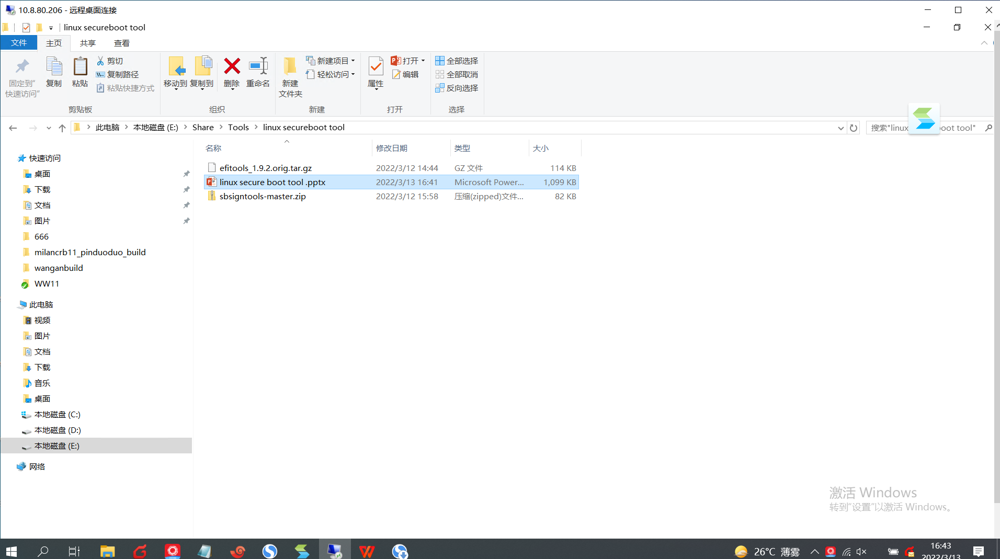 10.8.80.206 - 远程桌面连接
linux secureboot tool
文件 主页 共享 查看
固定到"快速访问"
复制
粘贴
剪切
复制路径
粘贴快捷方式
剪贴板
移动到 复制到 删除 重命名
组织
新建文件夹
新建项目
轻松访问
新建
属性
打开
编辑
打开
全部选择
全部取消
反向选择
选择
此电脑 本地磁盘 (E:) Share Tools linux secureboot tool
搜索"linux oot tool"
名称 修改日期 类型 大小
efitools_1.9.2.orig.tar.gz 2022/3/12 14:44 GZ 文件 114 KB
linux secure boot tool .pptx 2022/3/13 16:41 Microsoft Power... 1,099 KB
sbsigntools-master.zip 2022/3/12 15:58 压缩(zipped)文件... 82 KB
快速访问
桌面
下载
文档
图片
666
milancrb11_pinduoduo_build
wanganbuild
WW11
此电脑
视频
图片
文档
下载
音乐
桌面
本地磁盘 (C:)
本地磁盘 (D:)
本地磁盘 (E:)
网络
激活 Windows
转到"设置"以激活 Windows。
26°C 薄雾
16:43
2022/3/13